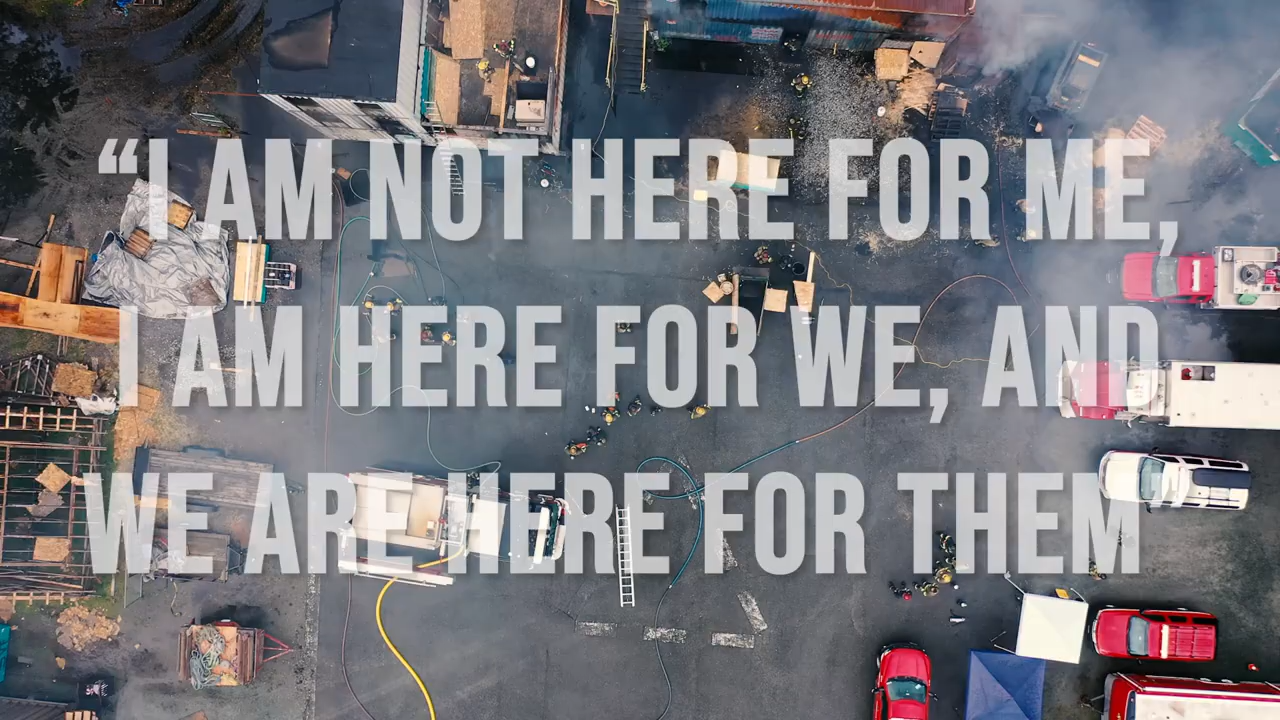 “I AM NOT HERE FOR ME,
I AM HERE FOR WE, AND
WE ARE HERE FOR THEM